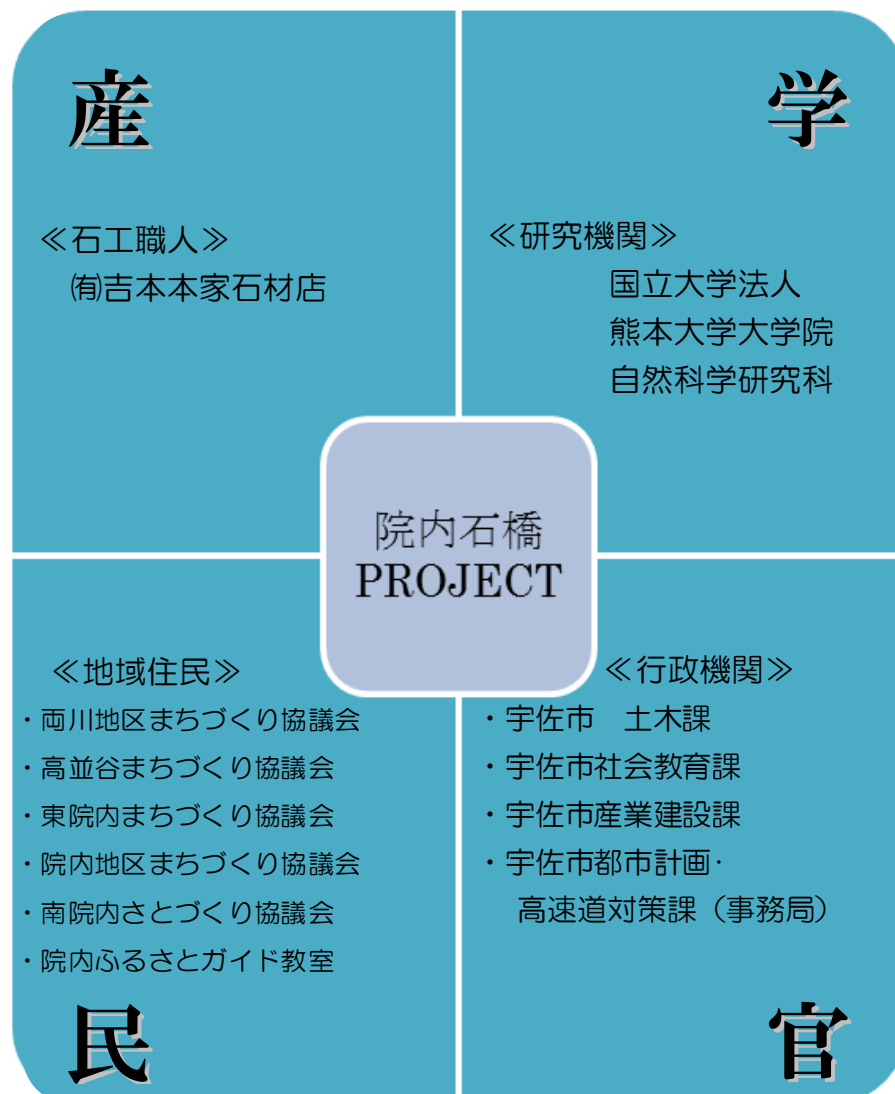 産
≪石工職人≫
㈲吉本本家石材店
学
≪研究機関≫
国立大学法人
熊本大学大学院
自然科学研究科
院内石橋
PROJECT
≪地域住民≫
・両川地区まちづくり協議会
・高並谷まちづくり協議会
・東院内まちづくり協議会
・院内地区まちづくり協議会
・南院内さとづくり協議会
・院内ふるさとガイド教室
民
≪行政機関≫
・宇佐市　土木課
・宇佐市社会教育課
・宇佐市産業建設課
・宇佐市都市計画・
高速道対策課（事務局）
官